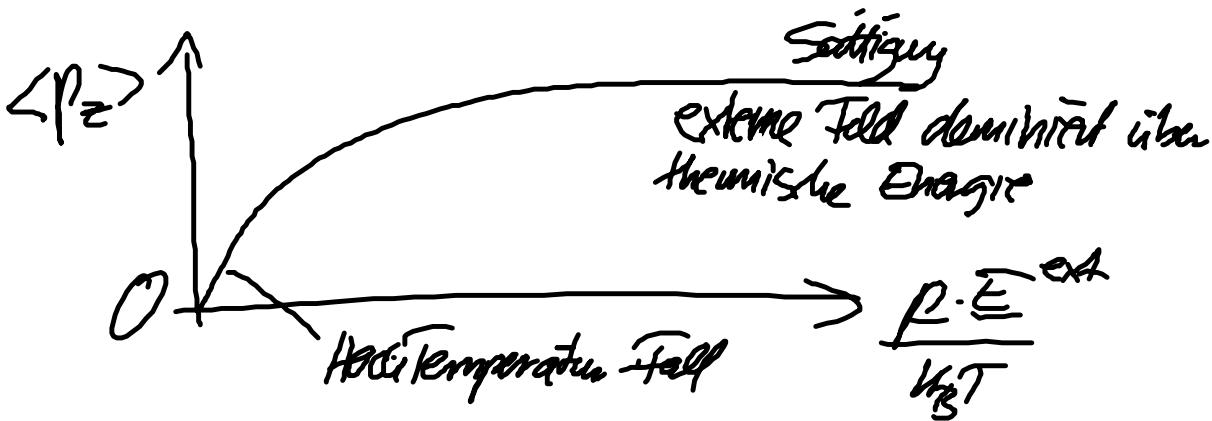 <p_z>
Sättigung
externe Feld dominiert über
thermische Energie
0
Hochtemperatur Fall
p · E^ext
k_B T